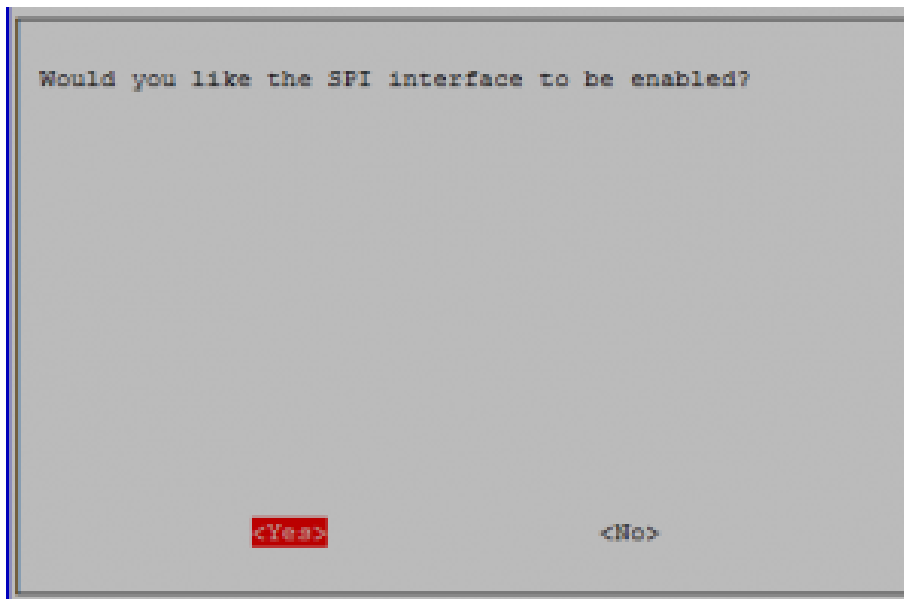 Would you like the SPI interface to be enabled?
<Yes> <No>